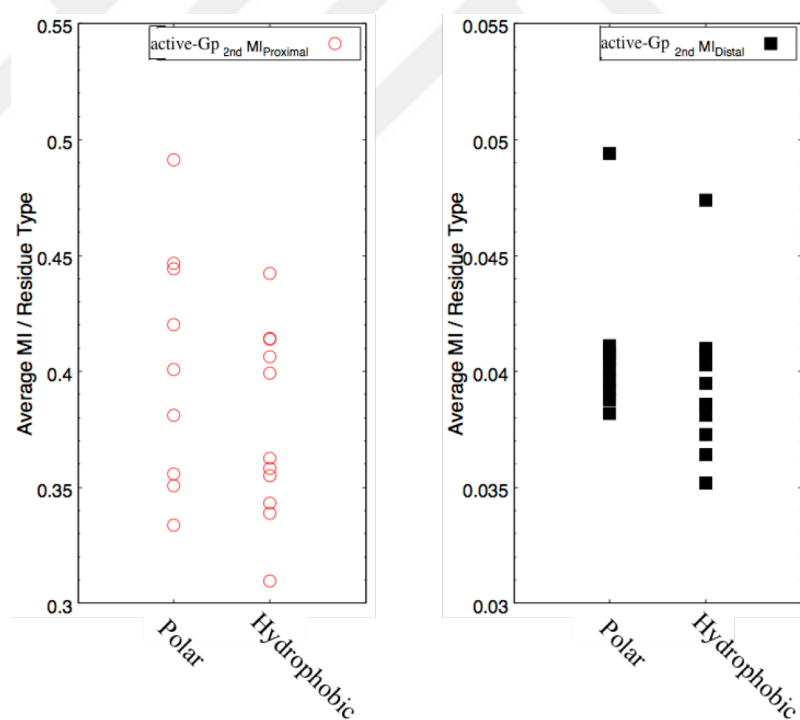 0.55
active-Gp 2nd MIProximal
0.5
0.45
0.4
0.35
0.3
Average MI / Residue Type
Polar
Hydrophobic
0.055
active-Gp 2nd MIDistal
0.05
0.045
0.04
0.035
0.03
Average MI / Residue Type
Polar
Hydrophobic